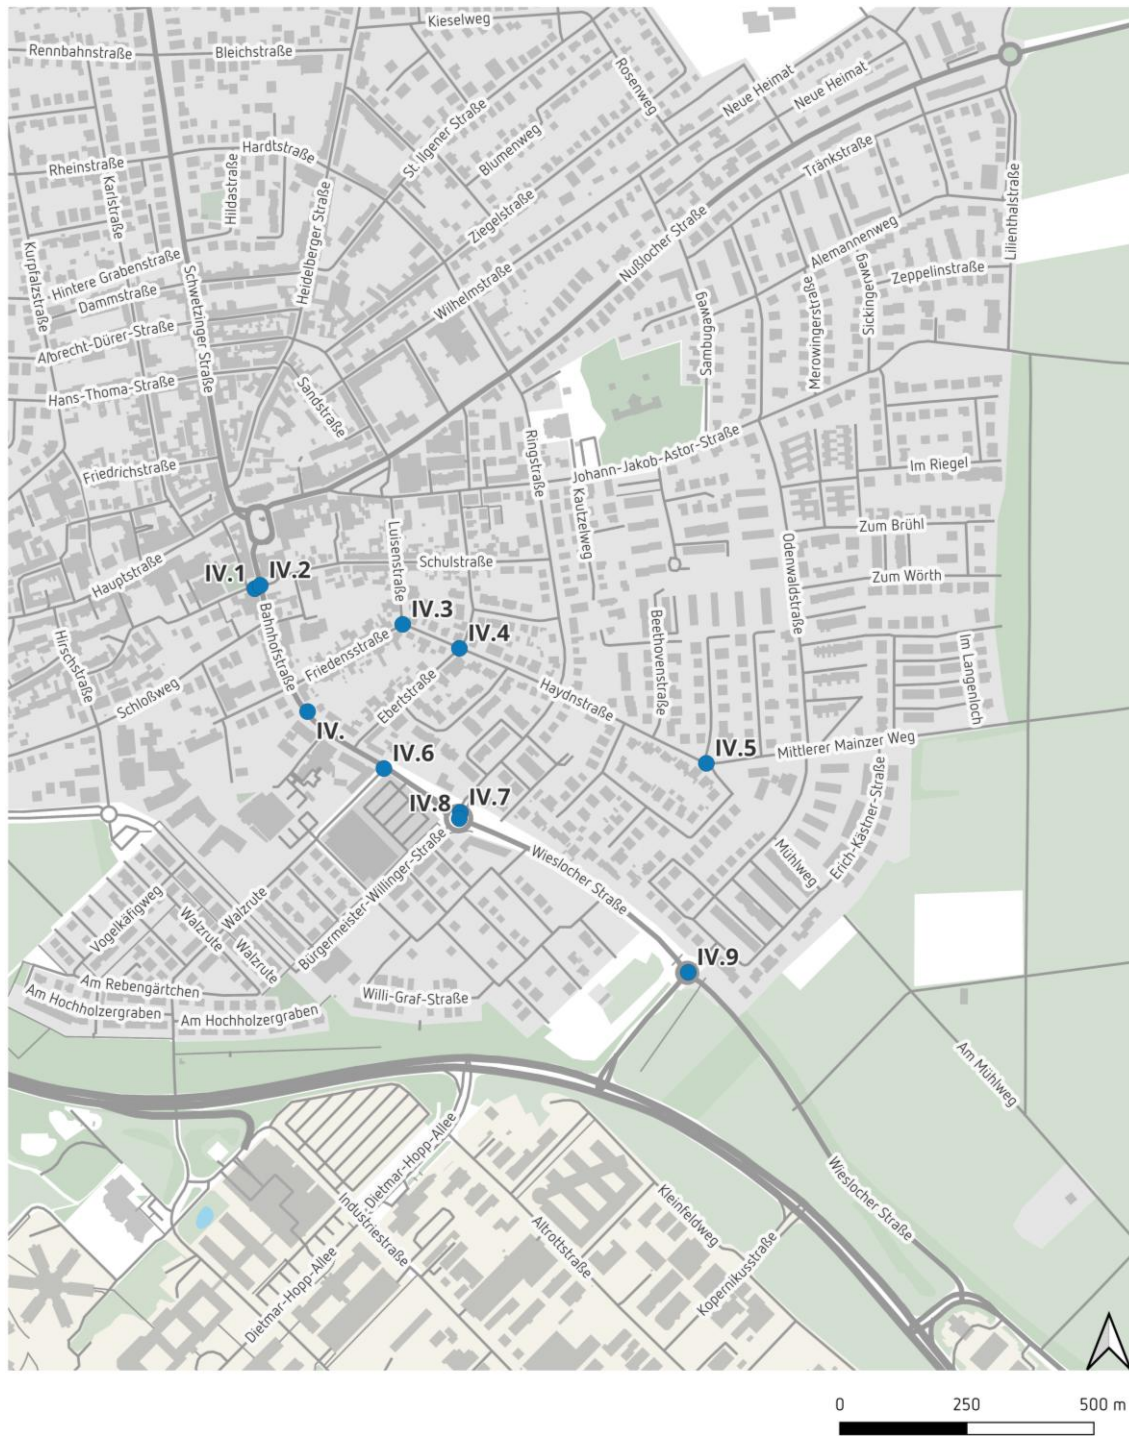 Kieselweg
Rennbahnstraße
Bleichstraße
Rosenweg
Neue Heimat
Neue Heimat
St. Ilgener Straße
Blumenweg
Tränkstraße
Hardtstraße
Rheinstraße
Karlstraße
Hildastraße
Heidelberger Straße
Ziegelstraße
Lilienthalstraße
Alemannenweg
Nußlocher Straße
Kurpfalzstraße
Hintere Grabenstraße
Dammstraße
Schwetzinger Straße
Wilhelmstraße
Sickingerweg
Zeppelinstraße
Merowingerstraße
Sambugaweg
Albrecht-Dürer-Straße
Hans-Thoma-Straße
Sandstraße
Ringstraße
Johann-Jakob-Astor-Straße
Friedrichstraße
Im Riegel
Kautzelweg
Zum Brühl
Luisenstraße
Schulstraße
Odenwaldstraße
Hauptstraße
IV.1
IV.2
Zum Wörth
IV.3
Beethovenstraße
Hirschstraße
Bahnhofstraße
Friedensstraße
IV.4
Im Langenloch
Schloßweg
Ebertstraße
Haydnstraße
IV.
IV.5
Mittlerer Mainzer Weg
IV.6
IV.7
IV.8
Erich-Kästner-Straße
Wieslocher Straße
Mühlweg
Bürgermeister-Willinger-Straße
Vogelkäfigweg
Walzrute
Walzrute
Walzrute
IV.9
Am Rebengärtchen
Am Hochholzergraben
Am Hochholzergraben
Willi-Graf-Straße
Am Mühlweg
Dietmar-Hopp-Allee
Wieslocher Straße
Industriestraße
Kleinfeldweg
Altrottstraße
Kopernikusstraße
Dietmar-Hopp-Allee
0 250 500 m